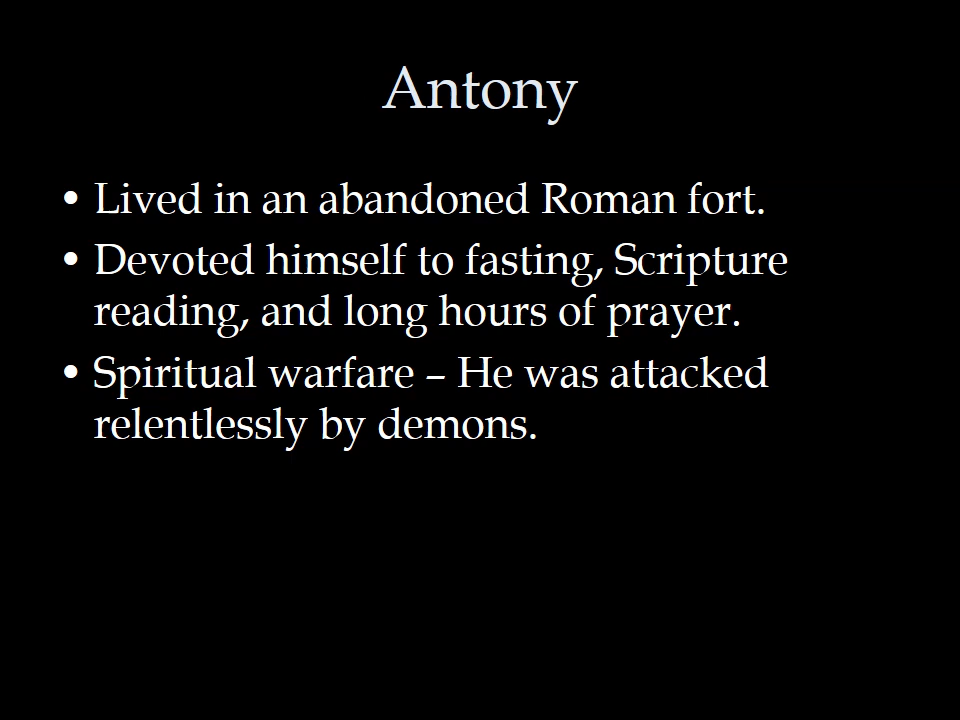 Antony
• Lived in an abandoned Roman fort.
• Devoted himself to fasting, Scripture
reading, and long hours of prayer.
• Spiritual warfare – He was attacked
relentlessly by demons.